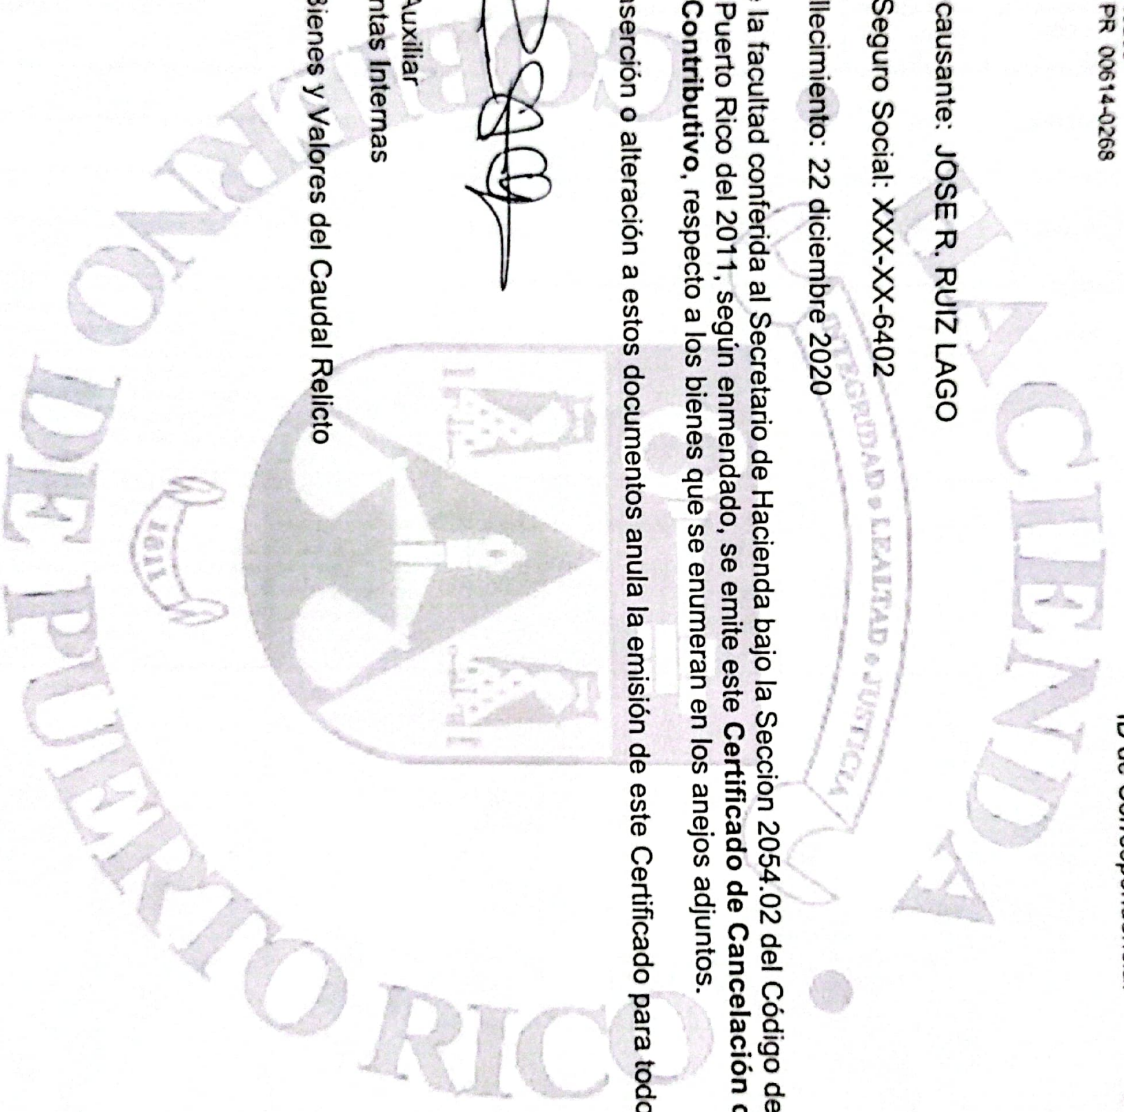 PR 00614-0268
ID de Correspondencia:
causante: JOSE R. RUIZ LAGO
Seguro Social: XXX-XX-6402
llecimiento: 22 diciembre 2020
la facultad conferida al Secretario de Hacienda bajo la Seccion 2054.02 del Código de
Puerto Rico del 2011, según enmendado, se emite este Certificado de Cancelación
Contributivo, respecto a los bienes que se enumeran en los anejos adjuntos.
serción o alteración a estos documentos anula la emisión de este Certificado para todo
Auxiliar
ntas Internas
Bienes y Valores del Caudal Relicto
HACIENDA
INTEGRIDAD • LEALTAD • JUSTICIA
1811
GOBIERNO DE PUERTO RICO